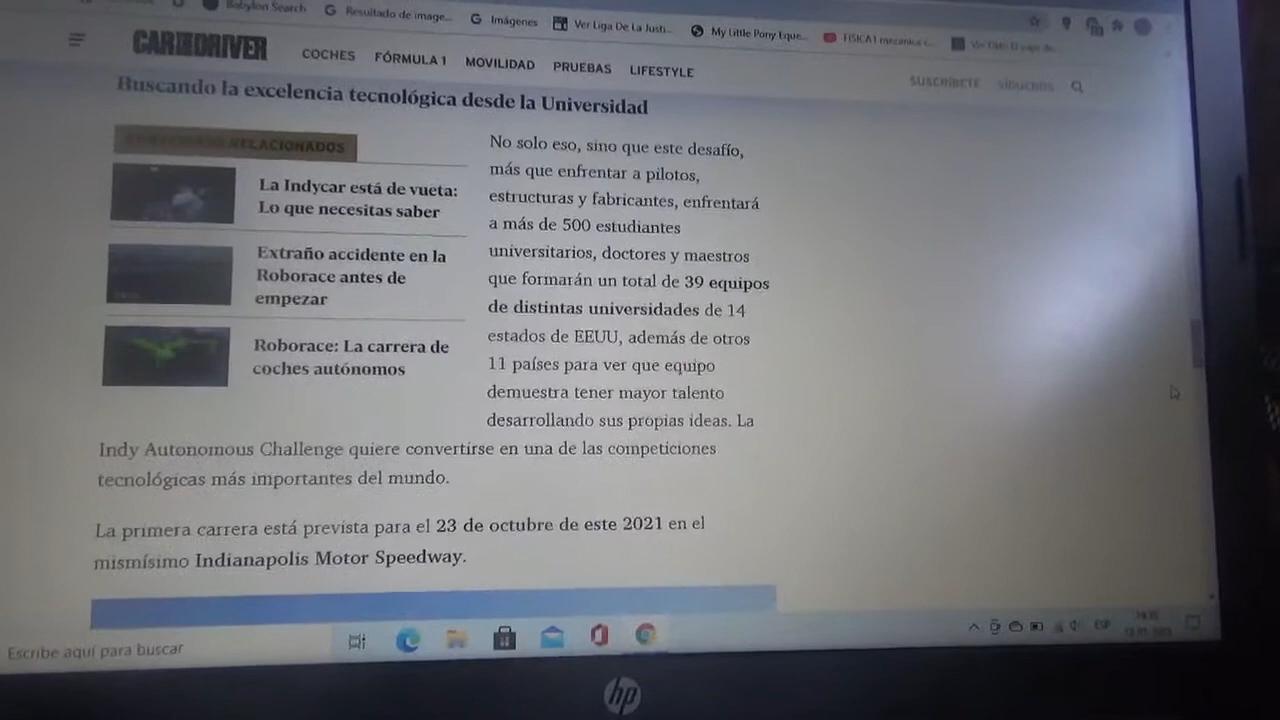 Babylon Search
Resultado de image...
Imágenes
Ver Liga De La Justi...
My Little Pony Eque...
FISICA I mecanica c...
CAR AND DRIVER
COCHES
FÓRMULA 1
MOVILIDAD
PRUEBAS
LIFESTYLE
SUSCRÍBETE
SÍGUENOS
Buscando la excelencia tecnológica desde la Universidad
RELACIONADOS
La Indycar está de vueta:
Lo que necesitas saber
Extraño accidente en la
Roborace antes de
empezar
Roborace: La carrera de
coches autónomos
No solo eso, sino que este desafío,
más que enfrentar a pilotos,
estructuras y fabricantes, enfrentará
a más de 500 estudiantes
universitarios, doctores y maestros
que formarán un total de 39 equipos
de distintas universidades de 14
estados de EEUU, además de otros
11 países para ver que equipo
demuestra tener mayor talento
desarrollando sus propias ideas. La
Indy Autonomous Challenge quiere convertirse en una de las competiciones
tecnológicas más importantes del mundo.
La primera carrera está prevista para el 23 de octubre de este 2021 en el
mismísimo Indianapolis Motor Speedway.
Escribe aquí para buscar
ESP
hp